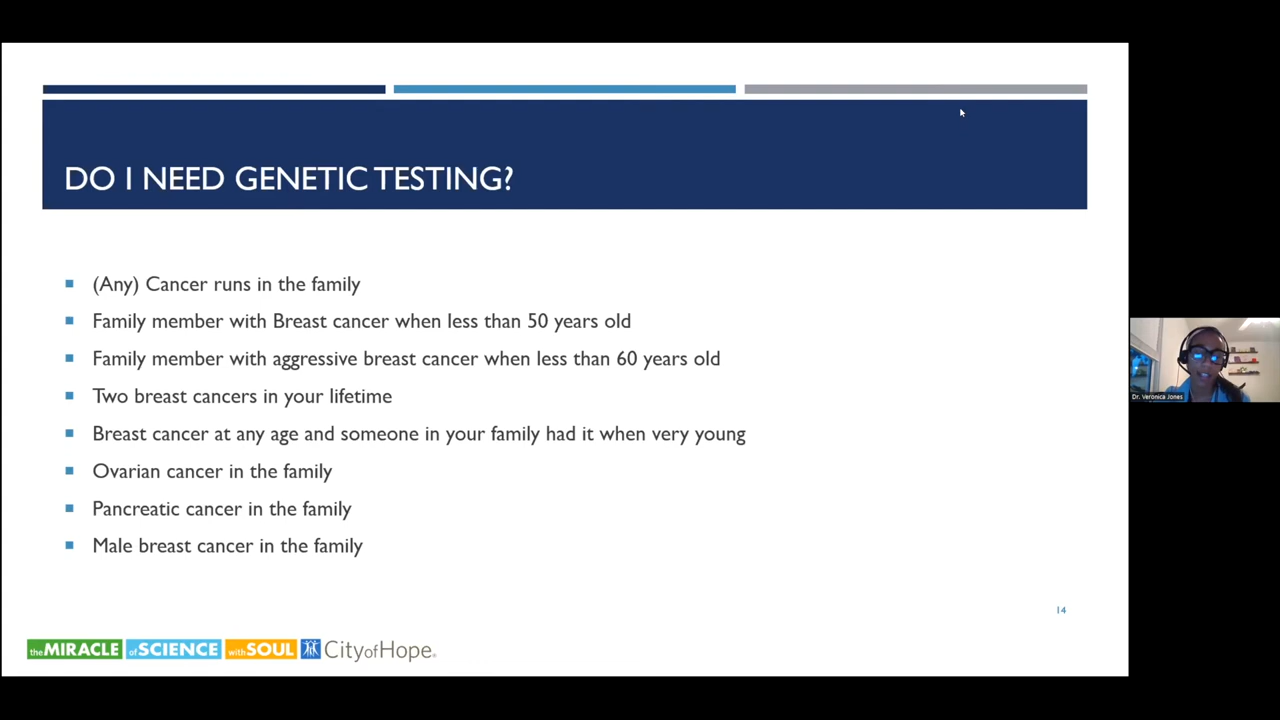 DO I NEED GENETIC TESTING?
(Any) Cancer runs in the family
Family member with Breast cancer when less than 50 years old
Family member with aggressive breast cancer when less than 60 years old
Two breast cancers in your lifetime
Breast cancer at any age and someone in your family had it when very young
Ovarian cancer in the family
Pancreatic cancer in the family
Male breast cancer in the family
14
the MIRACLE of SCIENCE with SOUL City of Hope®
Dr. Veronica Jones